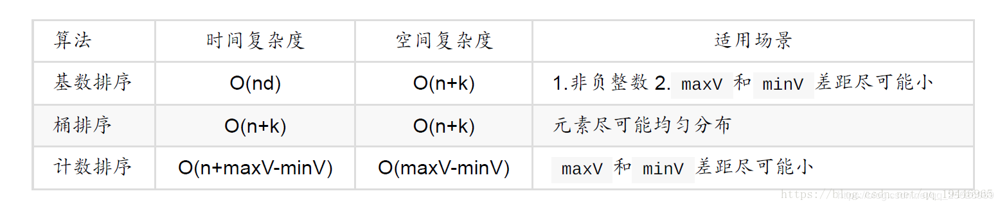 算法 时间复杂度 空间复杂度 适用场景
基数排序 O(nd) O(n+k) 1.非负整数 2. maxV 和 minV 差距尽可能小
桶排序 O(n+k) O(n+k) 元素尽可能均匀分布
计数排序 O(n+maxV-minV) O(maxV-minV) maxV 和 minV 差距尽可能小
https://blog.csdn.net/qq_19446965